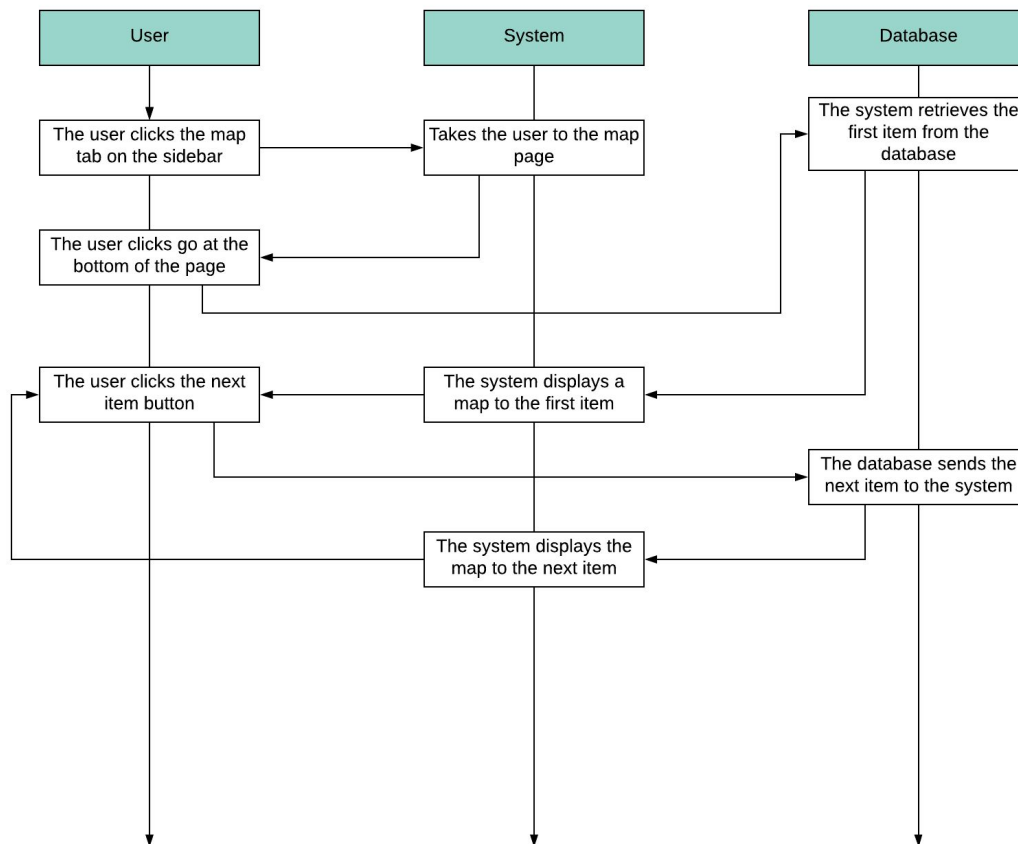 User
System
Database
The system retrieves the
first item from the
database
The user clicks the map
tab on the sidebar
Takes the user to the map
page
The user clicks go at the
bottom of the page
The user clicks the next
item button
The system displays a
map to the first item
The database sends the
next item to the system
The system displays the
map to the next item